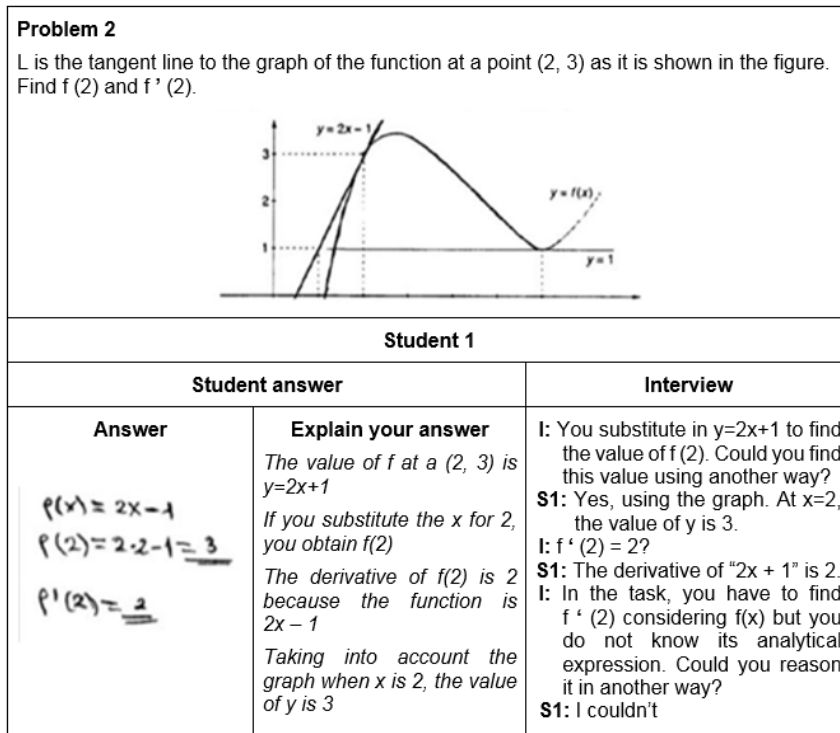 Problem 2
L is the tangent line to the graph of the function at a point (2, 3) as it is shown in the figure.
Find f (2) and f ’ (2).
y = 2x - 1
3
2
y = f(x)
1
y = 1
Student 1
Student answer
Interview
Answer
f(x) = 2x - 1
f(2) = 2·2 - 1 = 3
f'(2) = 2
Explain your answer
The value of f at a (2, 3) is
y=2x+1
If you substitute the x for 2,
you obtain f(2)
The derivative of f(2) is 2
because the function is
2x – 1
Taking into account the
graph when x is 2, the value
of y is 3
I: You substitute in y=2x+1 to find
the value of f (2). Could you find
this value using another way?
S1: Yes, using the graph. At x=2,
the value of y is 3.
I: f ‘ (2) = 2?
S1: The derivative of “2x + 1” is 2.
I: In the task, you have to find
f ‘ (2) considering f(x) but you
do not know its analytical
expression. Could you reason
it in another way?
S1: I couldn’t